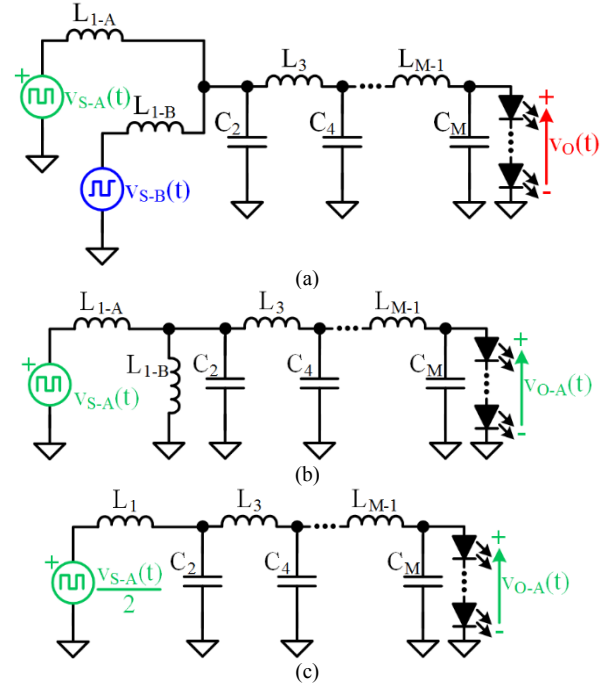 L1-A
+ vS-A(t)
L1-B
vS-B(t)
L3
LM-1
C2
C4
CM
+
vO(t)
-
(a)
L1-A
L3
LM-1
+
vS-A(t)
L1-B
C2
C4
CM
+
vO-A(t)
-
(b)
L1
L3
LM-1
+
vS-A(t)
2
C2
C4
CM
+
vO-A(t)
-
(c)